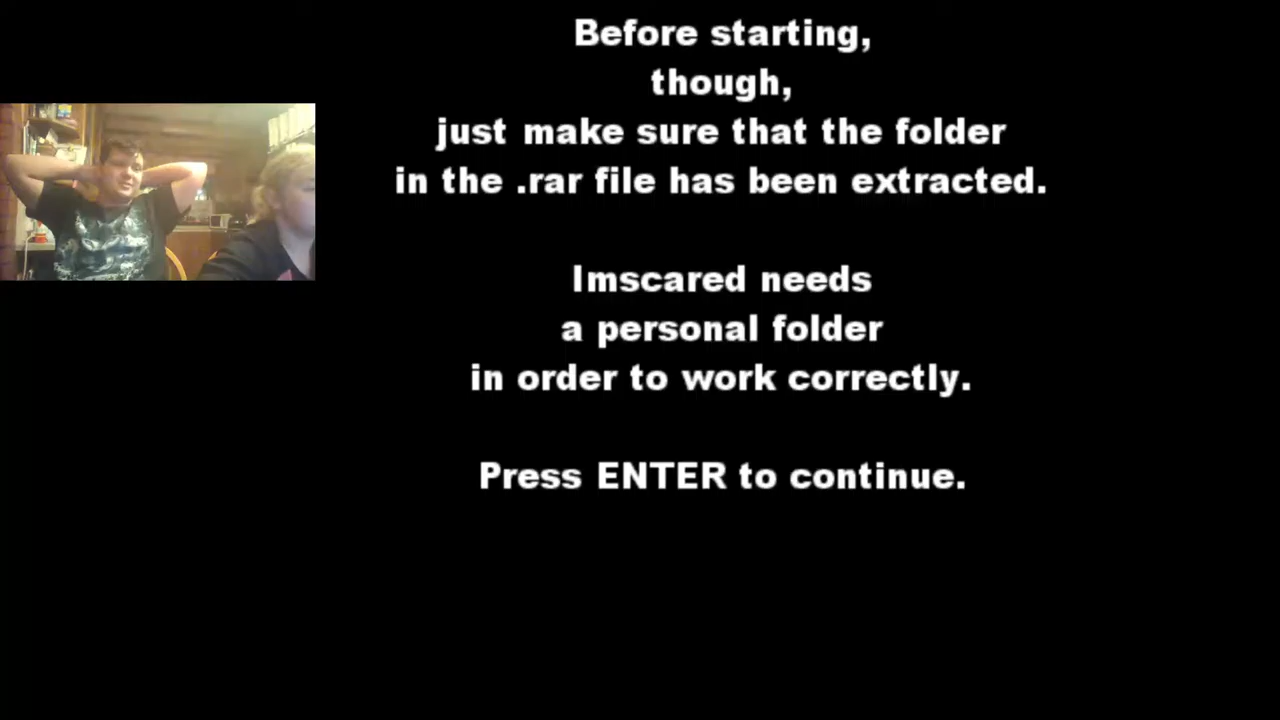 Before starting,
though,
just make sure that the folder
in the .rar file has been extracted.
Imscared needs
a personal folder
in order to work correctly.
Press ENTER to continue.